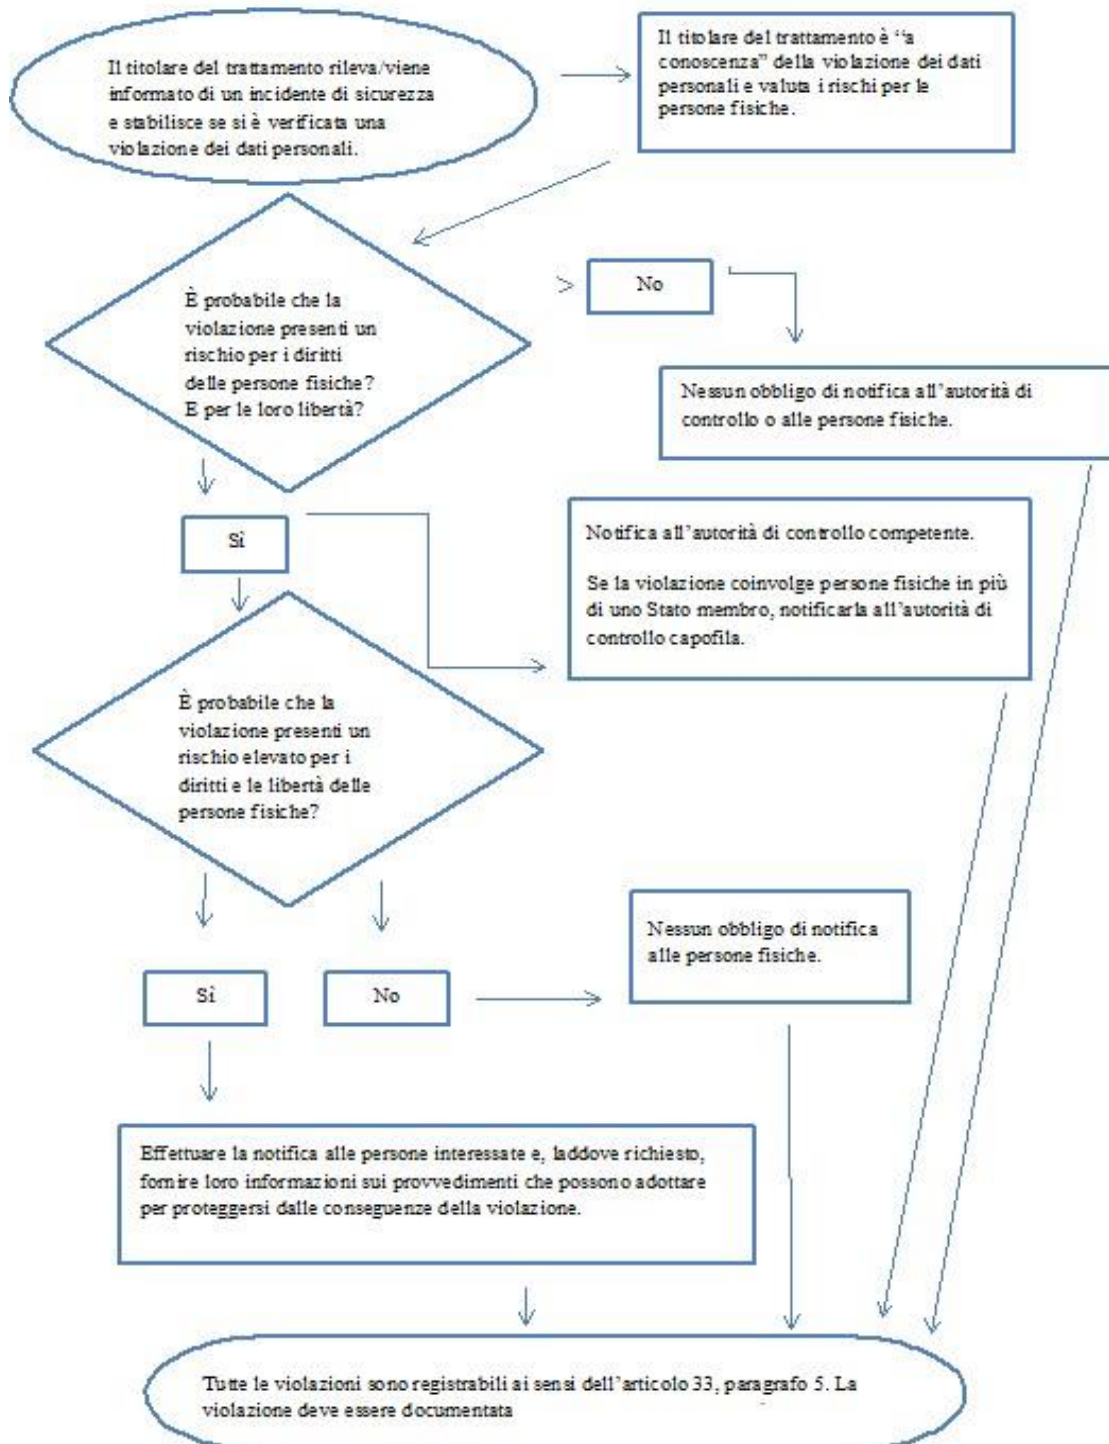 Il titolare del trattamento rileva/viene
informato di un incidente di sicurezza
e stabilisce se si è verificata una
violazione dei dati personali.
Il titolare del trattamento è “a
conoscenza” della violazione dei dati
personali e valuta i rischi per le
persone fisiche.
È probabile che la
violazione presenti un
rischio per i diritti
delle persone fisiche?
E per le loro libertà?
No
Nessun obbligo di notifica all’autorità di
controllo o alle persone fisiche.
Sì
Notifica all’autorità di controllo competente.
Se la violazione coinvolge persone fisiche in più
di uno Stato membro, notificarla all’autorità di
controllo capofila.
È probabile che la
violazione presenti un
rischio elevato per i
diritti e le libertà delle
persone fisiche?
Sì
No
Nessun obbligo di notifica
alle persone fisiche.
Effettuare la notifica alle persone interessate e, laddove richiesto,
fornire loro informazioni sui provvedimenti che possono adottare
per proteggersi dalle conseguenze della violazione.
Tutte le violazioni sono registrabili ai sensi dell’articolo 33, paragrafo 5. La
violazione deve essere documentata